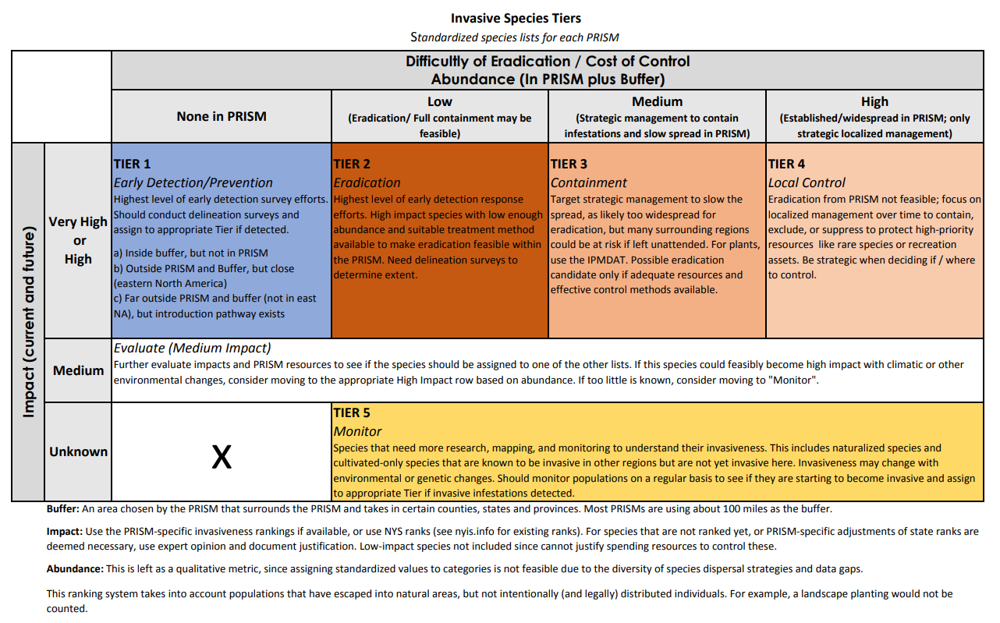 Invasive Species Tiers
Standardized species lists for each PRISM
Difficultly of Eradication / Cost of Control
Abundance (In PRISM plus Buffer)
None in PRISM
Low
(Eradication/ Full containment may be
feasible)
Medium
(Strategic management to contain
infestations and slow spread in PRISM)
High
(Established/widespread in PRISM; only
strategic localized management)
Impact (current and future)
Very High
or
High
TIER 1
Early Detection/Prevention
Highest level of early detection survey efforts.
Should conduct delineation surveys and
assign to appropriate Tier if detected.
a) Inside buffer, but not in PRISM
b) Outside PRISM and Buffer, but close
(eastern North America)
c) Far outside PRISM and buffer (not in east
NA), but introduction pathway exists
TIER 2
Eradication
Highest level of early detection response
efforts. High impact species with low enough
abundance and suitable treatment method
available to make eradication feasible within
the PRISM. Need delineation surveys to
determine extent.
TIER 3
Containment
Target strategic management to slow the
spread, as likely too widespread for
eradication, but many surrounding regions
could be at risk if left unattended. For plants,
use the IPMDAT. Possible eradication
candidate only if adequate resources and
effective control methods available.
TIER 4
Local Control
Eradication from PRISM not feasible; focus on
localized management over time to contain,
exclude, or suppress to protect high-priority
resources like rare species or recreation
assets. Be strategic when deciding if / where
to control.
Medium
Evaluate (Medium Impact)
Further evaluate impacts and PRISM resources to see if the species should be assigned to one of the other lists. If this species could feasibly become high impact with climatic or other
environmental changes, consider moving to the appropriate High Impact row based on abundance. If too little is known, consider moving to "Monitor".
Unknown
X
TIER 5
Monitor
Species that need more research, mapping, and monitoring to understand their invasiveness. This includes naturalized species and
cultivated-only species that are known to be invasive in other regions but are not yet invasive here. Invasiveness may change with
environmental or genetic changes. Should monitor populations on a regular basis to see if they are starting to become invasive and assign
to appropriate Tier if invasive infestations detected.
Buffer: An area chosen by the PRISM that surrounds the PRISM and takes in certain counties, states and provinces. Most PRISMs are using about 100 miles as the buffer.
Impact: Use the PRISM-specific invasiveness rankings if available, or use NYS ranks (see nyis.info for existing ranks). For species that are not ranked yet, or PRISM-specific adjustments of state ranks are
deemed necessary, use expert opinion and document justification. Low-impact species not included since cannot justify spending resources to control these.
Abundance: This is left as a qualitative metric, since assigning standardized values to categories is not feasible due to the diversity of species dispersal strategies and data gaps.
This ranking system takes into account populations that have escaped into natural areas, but not intentionally (and legally) distributed individuals. For example, a landscape planting would not be
counted.